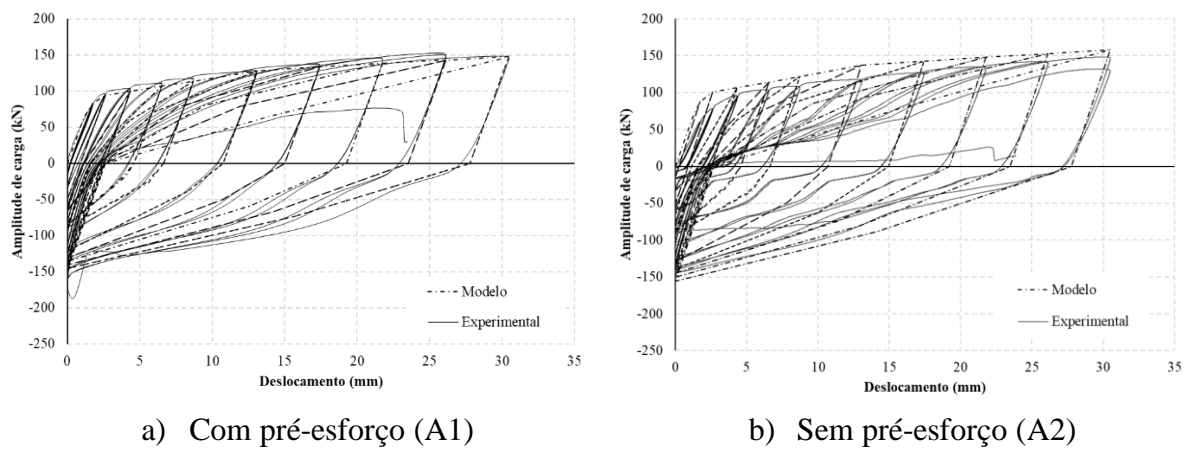 200
150
100
50
0
-50
-100
-150
-200
-250
Amplitude de carga (kN)
0 5 10 15 20 25 30 35
Deslocamento (mm)
Modelo
Experimental
a) Com pré-esforço (A1)
200
150
100
50
0
-50
-100
-150
-200
-250
Amplitude de carga (kN)
0 5 10 15 20 25 30 35
Deslocamento (mm)
Modelo
Experimental
b) Sem pré-esforço (A2)